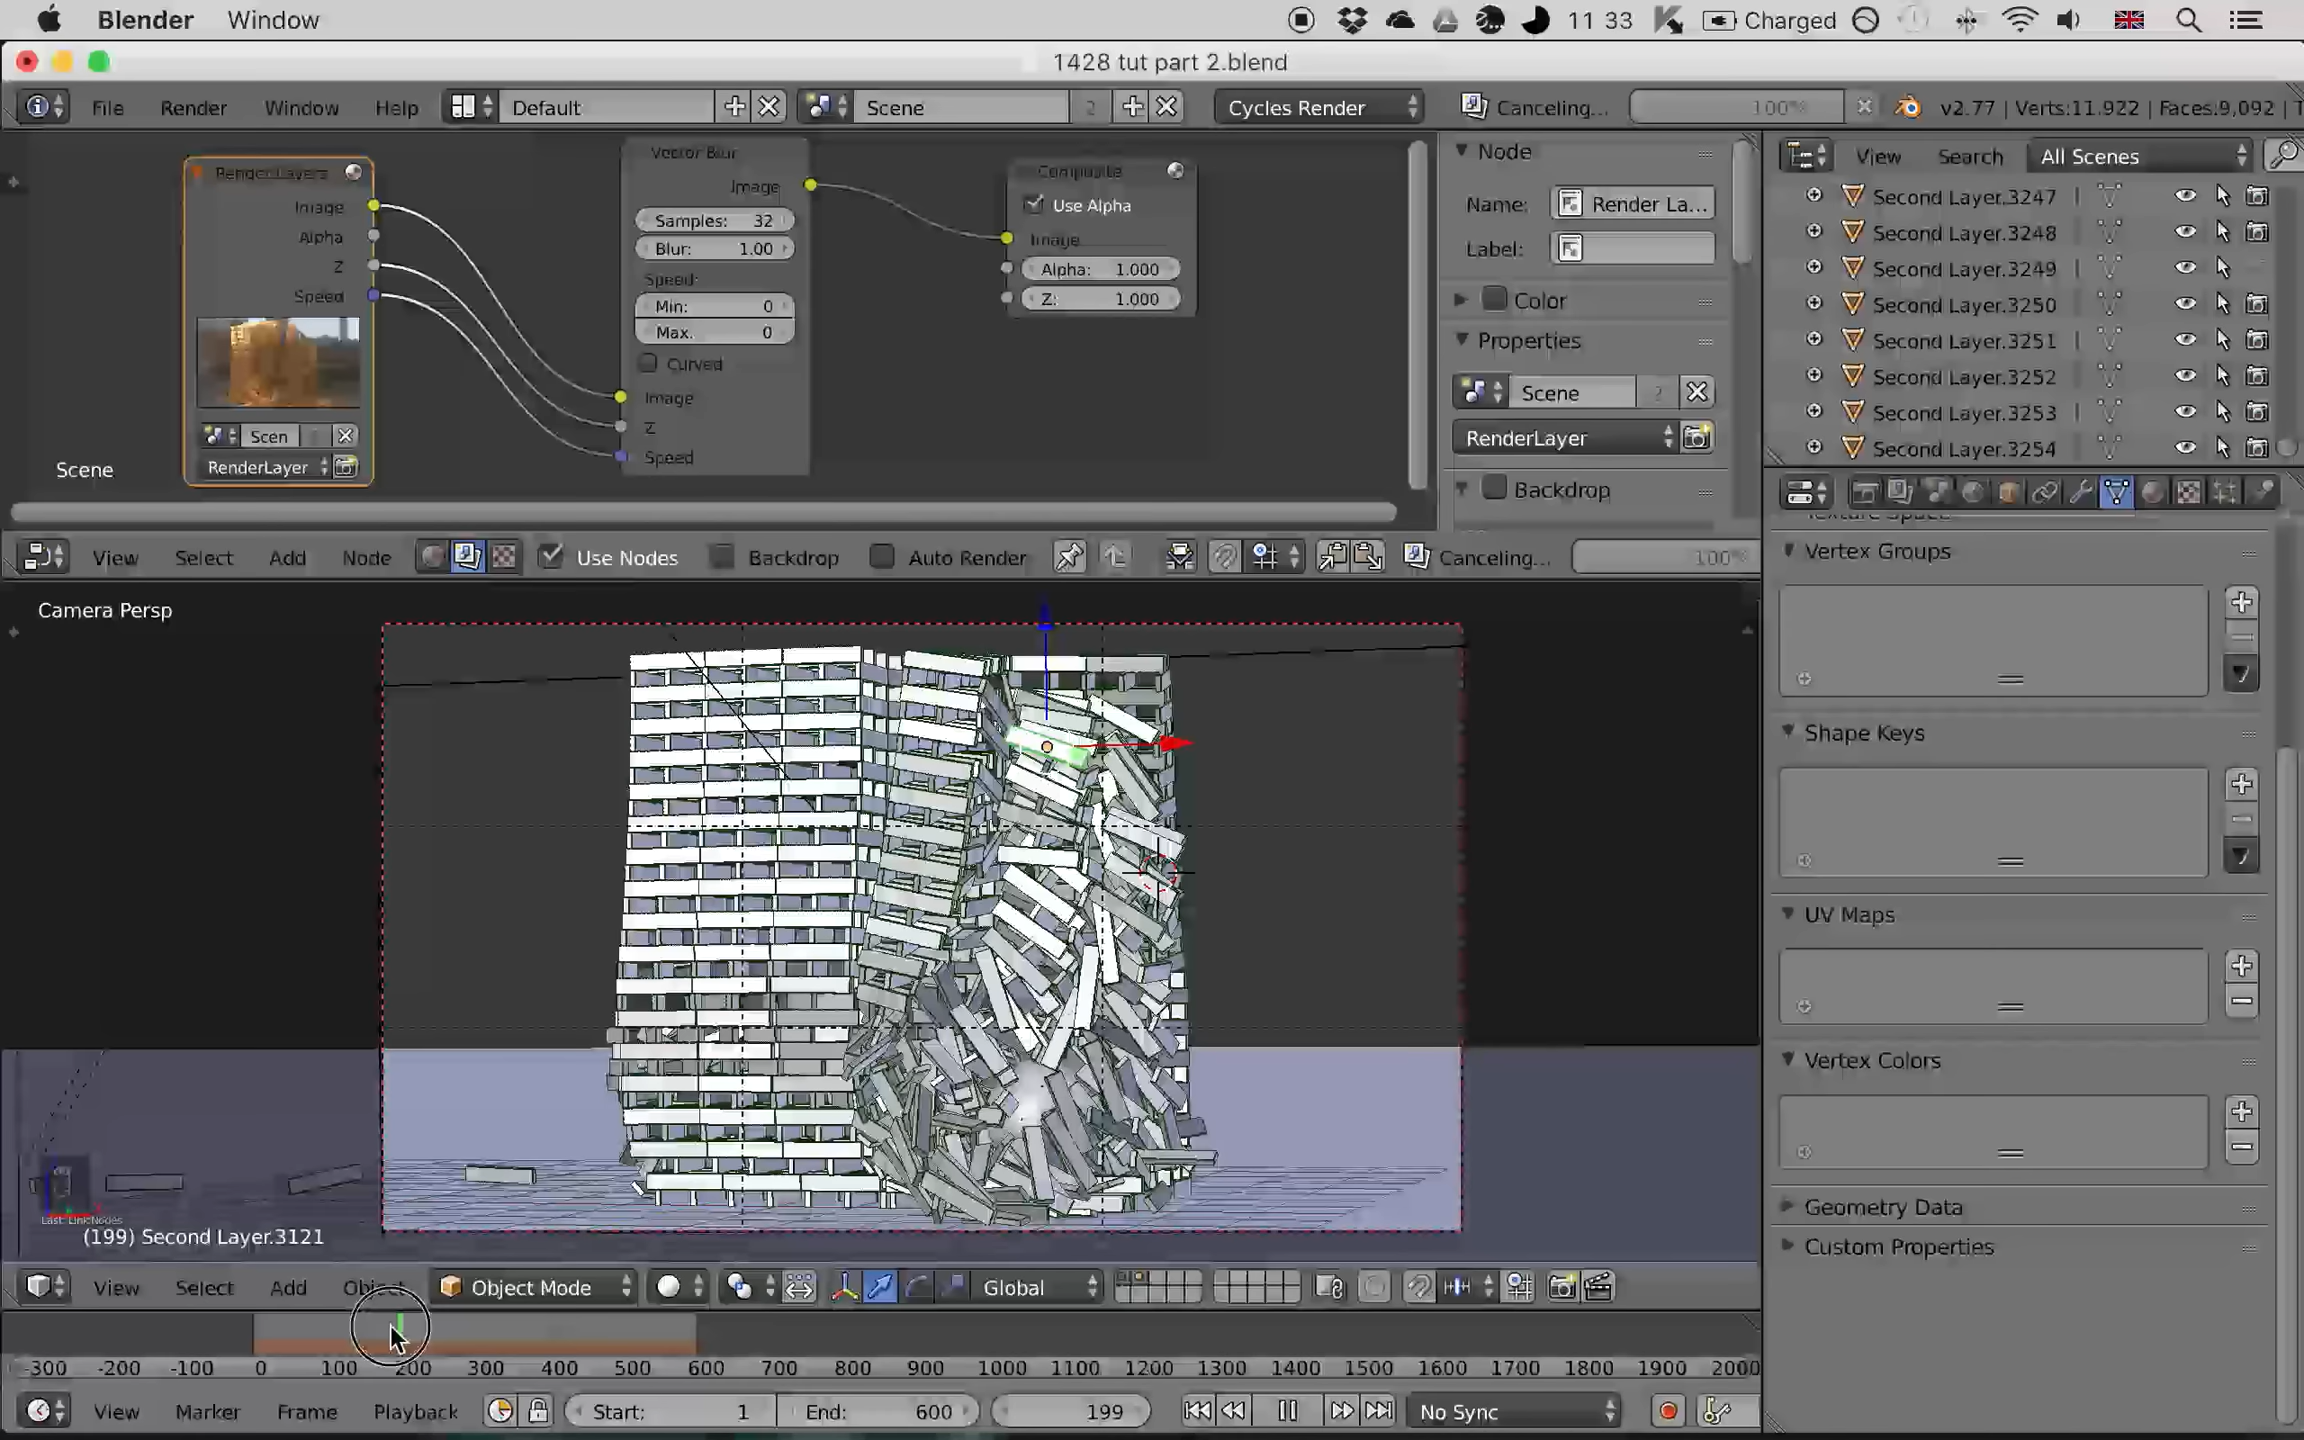 Blender Window 11 33 Charged
1428 tut part 2.blend
File Render Window Help Default Scene 2 Cycles Render Canceling... 100% v2.77 | Verts:11,922 | Faces:9,092 | T
Render Layers
Image
Alpha
Z
Speed
Scen
RenderLayer
Scene
Vector Blur
Image
Samples: 32
Blur: 1.00
Speed:
Min: 0
Max. 0
Curved
Image
Z
Speed
Composite
Use Alpha
Image
Alpha: 1.000
Z: 1.000
Node
Name: Render La...
Label:
Color
Properties
Scene 2
RenderLayer
Backdrop
View Search All Scenes
Second Layer.3247
Second Layer.3248
Second Layer.3249
Second Layer.3250
Second Layer.3251
Second Layer.3252
Second Layer.3253
Second Layer.3254
View Select Add Node Use Nodes Backdrop Auto Render Canceling... 100%
Texture Space
Vertex Groups
Shape Keys
UV Maps
Vertex Colors
Geometry Data
Custom Properties
Camera Persp
Last: Link Nodes
(199) Second Layer.3121
View Select Add Object Object Mode Global
-300 -200 -100 0 100 200 300 400 500 600 700 800 900 1000 1100 1200 1300 1400 1500 1600 1700 1800 1900 2000
View Marker Frame Playback Start: 1 End: 600 199 No Sync